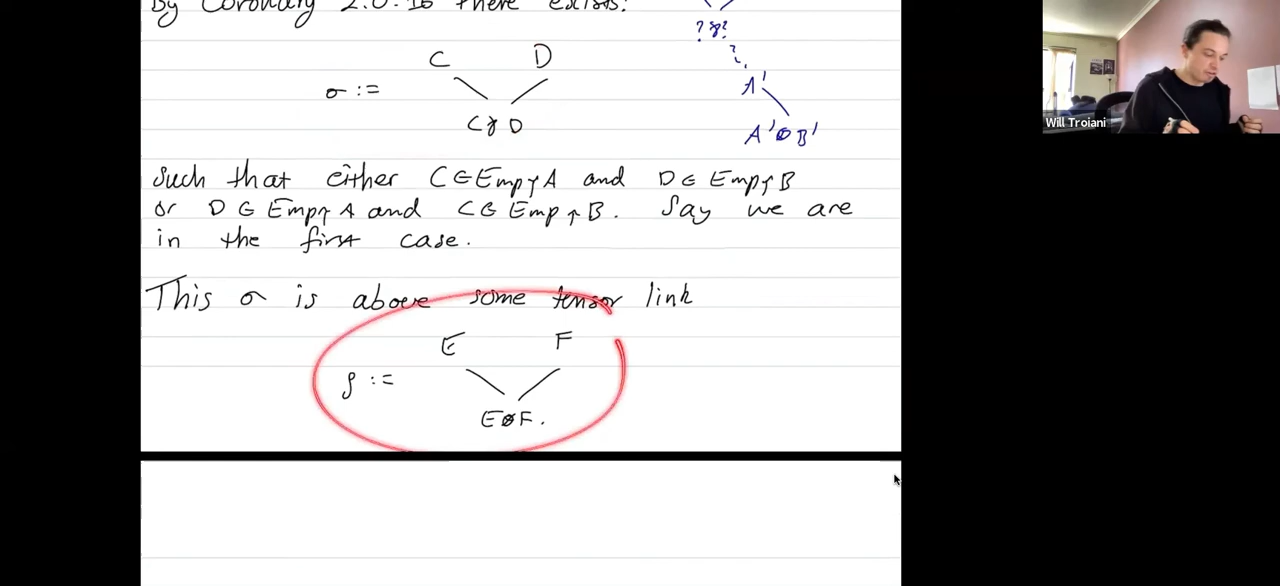 By Corollary 2.0.16 there exists:
? ⅋ ?
C D
A'
σ :=
C ⅋ D
A' ⊗ B'
Will Troiani
Such that either C ∈ Emp↑A and D ∈ Emp↑B
or D ∈ Emp↑A and C ∈ Emp↑B. Say we are
in the first case.
This σ is above some tensor link
E F
ρ :=
E ⊗ F.